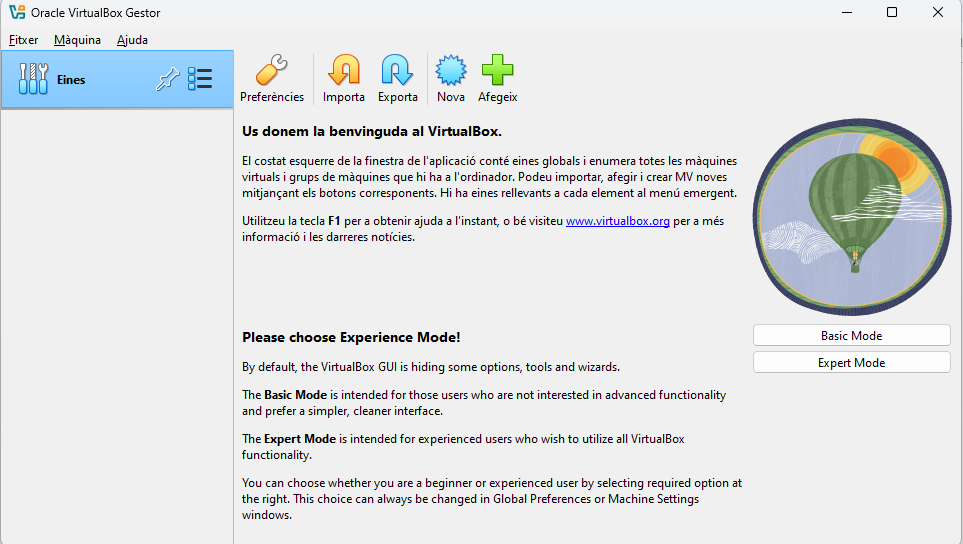 Oracle VirtualBox Gestor
Fitxer Màquina Ajuda
Eines
Preferències Importa Exporta Nova Afegeix
Us donem la benvinguda al VirtualBox.
El costat esquerre de la finestra de l'aplicació conté eines globals i enumera totes les màquines
virtuals i grups de màquines que hi ha a l'ordinador. Podeu importar, afegir i crear MV noves
mitjançant els botons corresponents. Hi ha eines rellevants a cada element al menú emergent.
Utilitzeu la tecla F1 per a obtenir ajuda a l'instant, o bé visiteu www.virtualbox.org per a més
informació i les darreres notícies.
Please choose Experience Mode!
By default, the VirtualBox GUI is hiding some options, tools and wizards.
The Basic Mode is intended for those users who are not interested in advanced functionality
and prefer a simpler, cleaner interface.
The Expert Mode is intended for experienced users who wish to utilize all VirtualBox
functionality.
You can choose whether you are a beginner or experienced user by selecting required option at
the right. This choice can always be changed in Global Preferences or Machine Settings
windows.
Basic Mode
Expert Mode